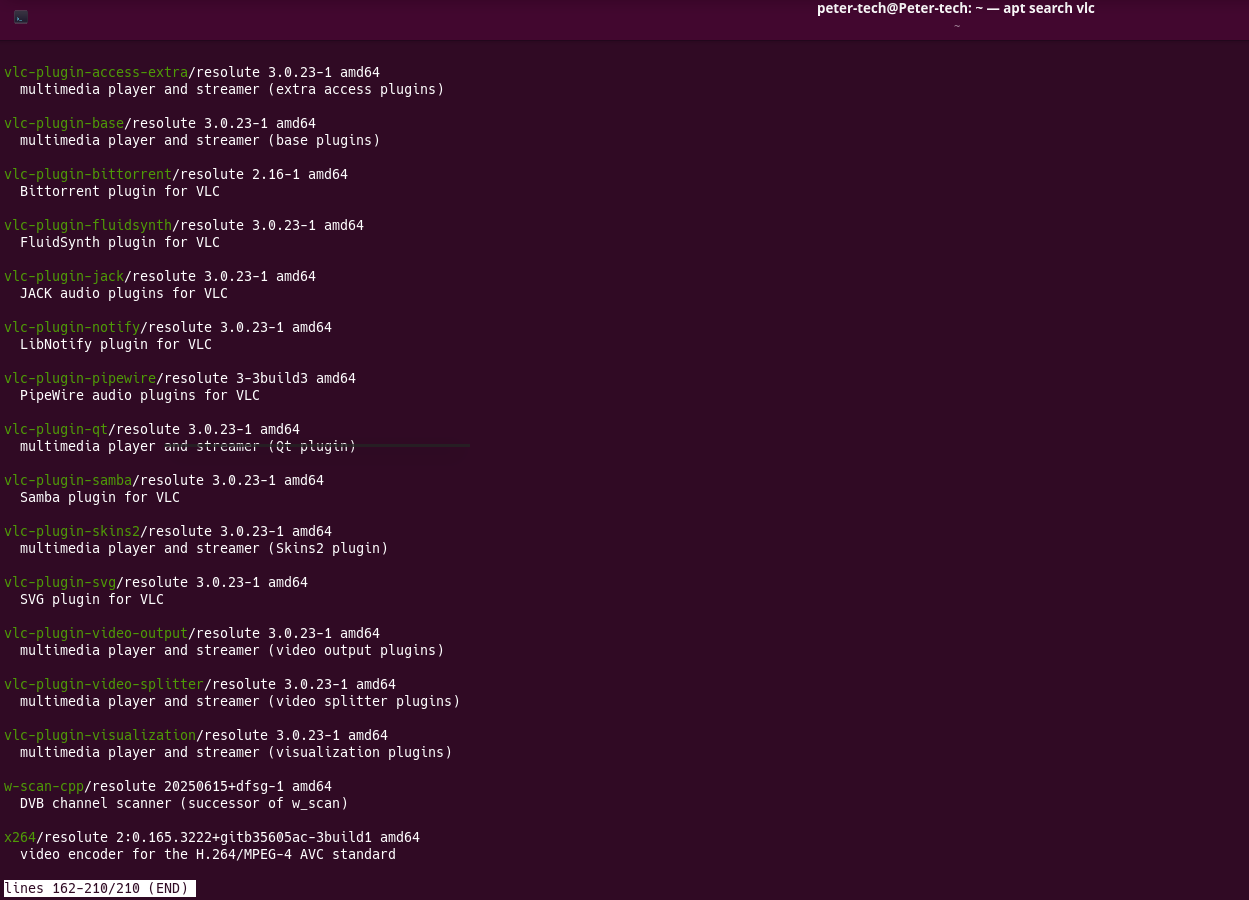 peter-tech@Peter-tech: ~ — apt search vlc
~
vlc-plugin-access-extra/resolute 3.0.23-1 amd64
multimedia player and streamer (extra access plugins)
vlc-plugin-base/resolute 3.0.23-1 amd64
multimedia player and streamer (base plugins)
vlc-plugin-bittorrent/resolute 2.16-1 amd64
Bittorrent plugin for VLC
vlc-plugin-fluidsynth/resolute 3.0.23-1 amd64
FluidSynth plugin for VLC
vlc-plugin-jack/resolute 3.0.23-1 amd64
JACK audio plugins for VLC
vlc-plugin-notify/resolute 3.0.23-1 amd64
LibNotify plugin for VLC
vlc-plugin-pipewire/resolute 3-3build3 amd64
PipeWire audio plugins for VLC
vlc-plugin-qt/resolute 3.0.23-1 amd64
multimedia player and streamer (Qt plugin)
vlc-plugin-samba/resolute 3.0.23-1 amd64
Samba plugin for VLC
vlc-plugin-skins2/resolute 3.0.23-1 amd64
multimedia player and streamer (Skins2 plugin)
vlc-plugin-svg/resolute 3.0.23-1 amd64
SVG plugin for VLC
vlc-plugin-video-output/resolute 3.0.23-1 amd64
multimedia player and streamer (video output plugins)
vlc-plugin-video-splitter/resolute 3.0.23-1 amd64
multimedia player and streamer (video splitter plugins)
vlc-plugin-visualization/resolute 3.0.23-1 amd64
multimedia player and streamer (visualization plugins)
w-scan-cpp/resolute 20250615+dfsg-1 amd64
DVB channel scanner (successor of w_scan)
x264/resolute 2:0.165.3222+gitb35605ac-3build1 amd64
video encoder for the H.264/MPEG-4 AVC standard
lines 162-210/210 (END)